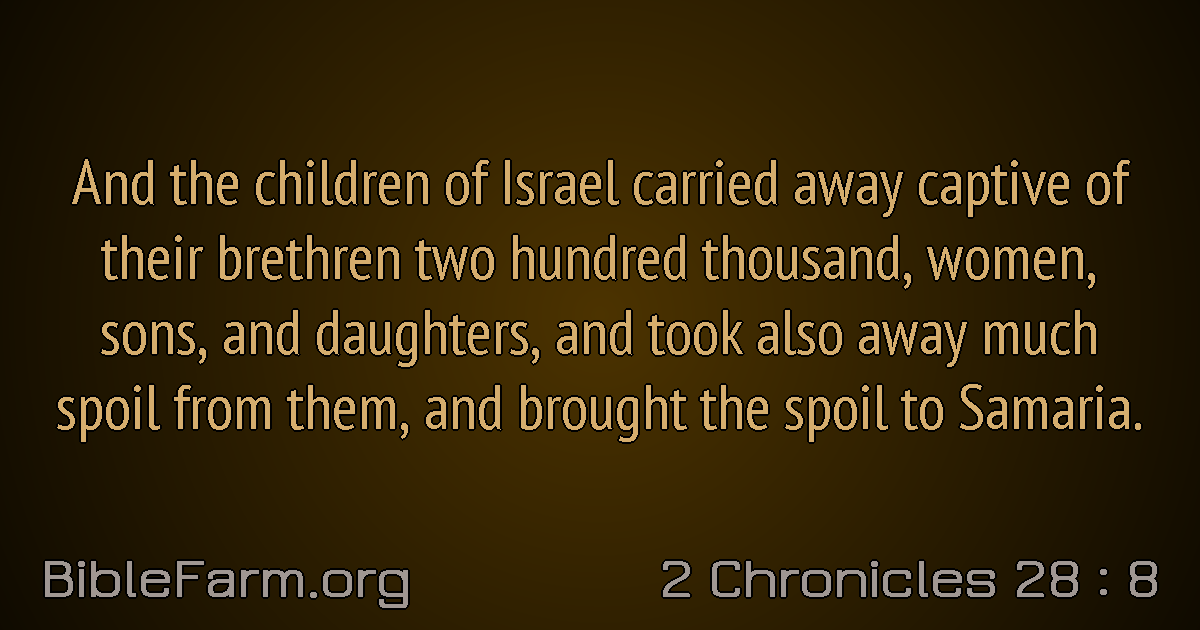 And the children of Israel carried away captive of
their brethren two hundred thousand, women,
sons, and daughters, and took also away much
spoil from them, and brought the spoil to Samaria.
BibleFarm.org
2 Chronicles 28 : 8